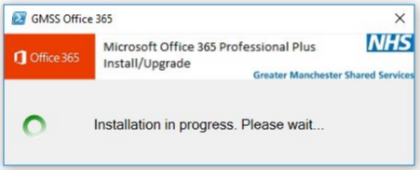 GMSS Office 365
Microsoft Office 365 Professional Plus
Install/Upgrade
NHS
Office 365
Greater Manchester Shared Services
Installation in progress. Please wait...